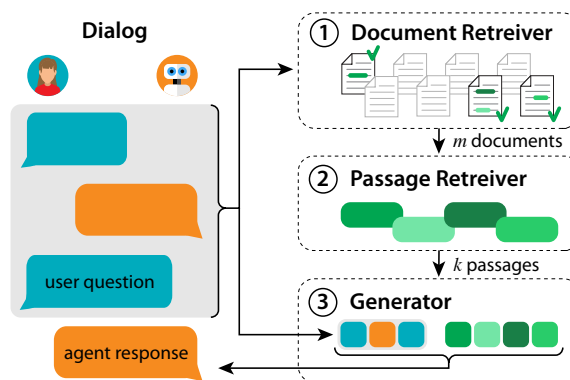 Dialog
user question
agent response
1 Document Retreiver
m documents
2 Passage Retreiver
k passages
3 Generator